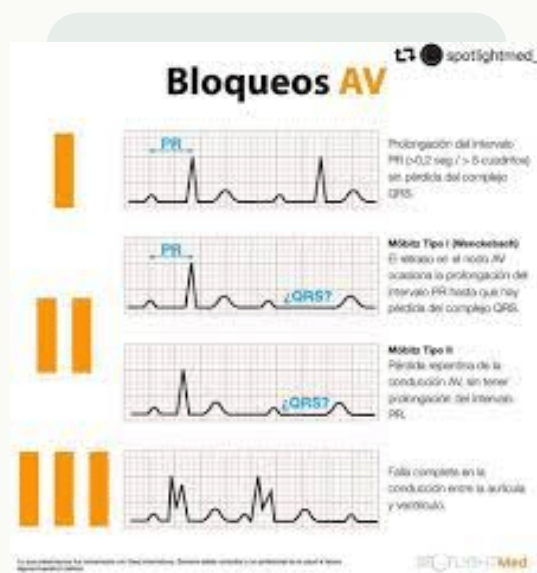 spotlightmed_
Bloqueos AV
PR
Prolongación del intervalo
PR (>0,2 seg / > 5 cuadritos)
sin pérdida del complejo
QRS.
PR
¿QRS?
Möbitz Tipo I (Wenckebach)
El retraso en el nodo AV
ocasiona la prolongación del
intervalo PR hasta que hay
pérdida del complejo QRS.
¿QRS?
Möbitz Tipo II
Pérdida repentina de la
conducción AV, sin tener
prolongación del intervalo
PR.
Falla completa en la
conducción entre la aurícula
y ventrículo.
SPOTLIGHTMed